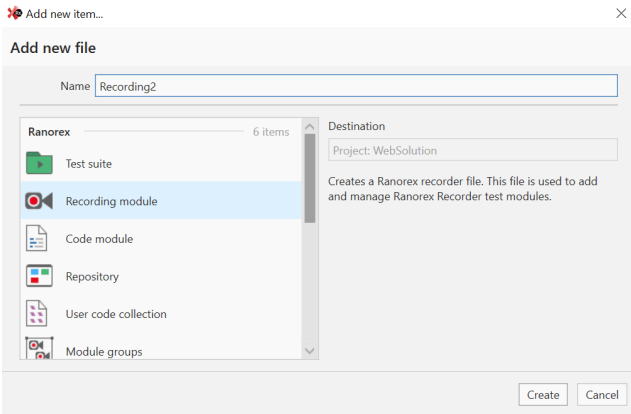 Add new item...
Add new file
Name Recording2
Ranorex 6 items
Test suite
Recording module
Code module
Repository
User code collection
Module groups
Destination
Project: WebSolution
Creates a Ranorex recorder file. This file is used to add
and manage Ranorex Recorder test modules.
Create Cancel